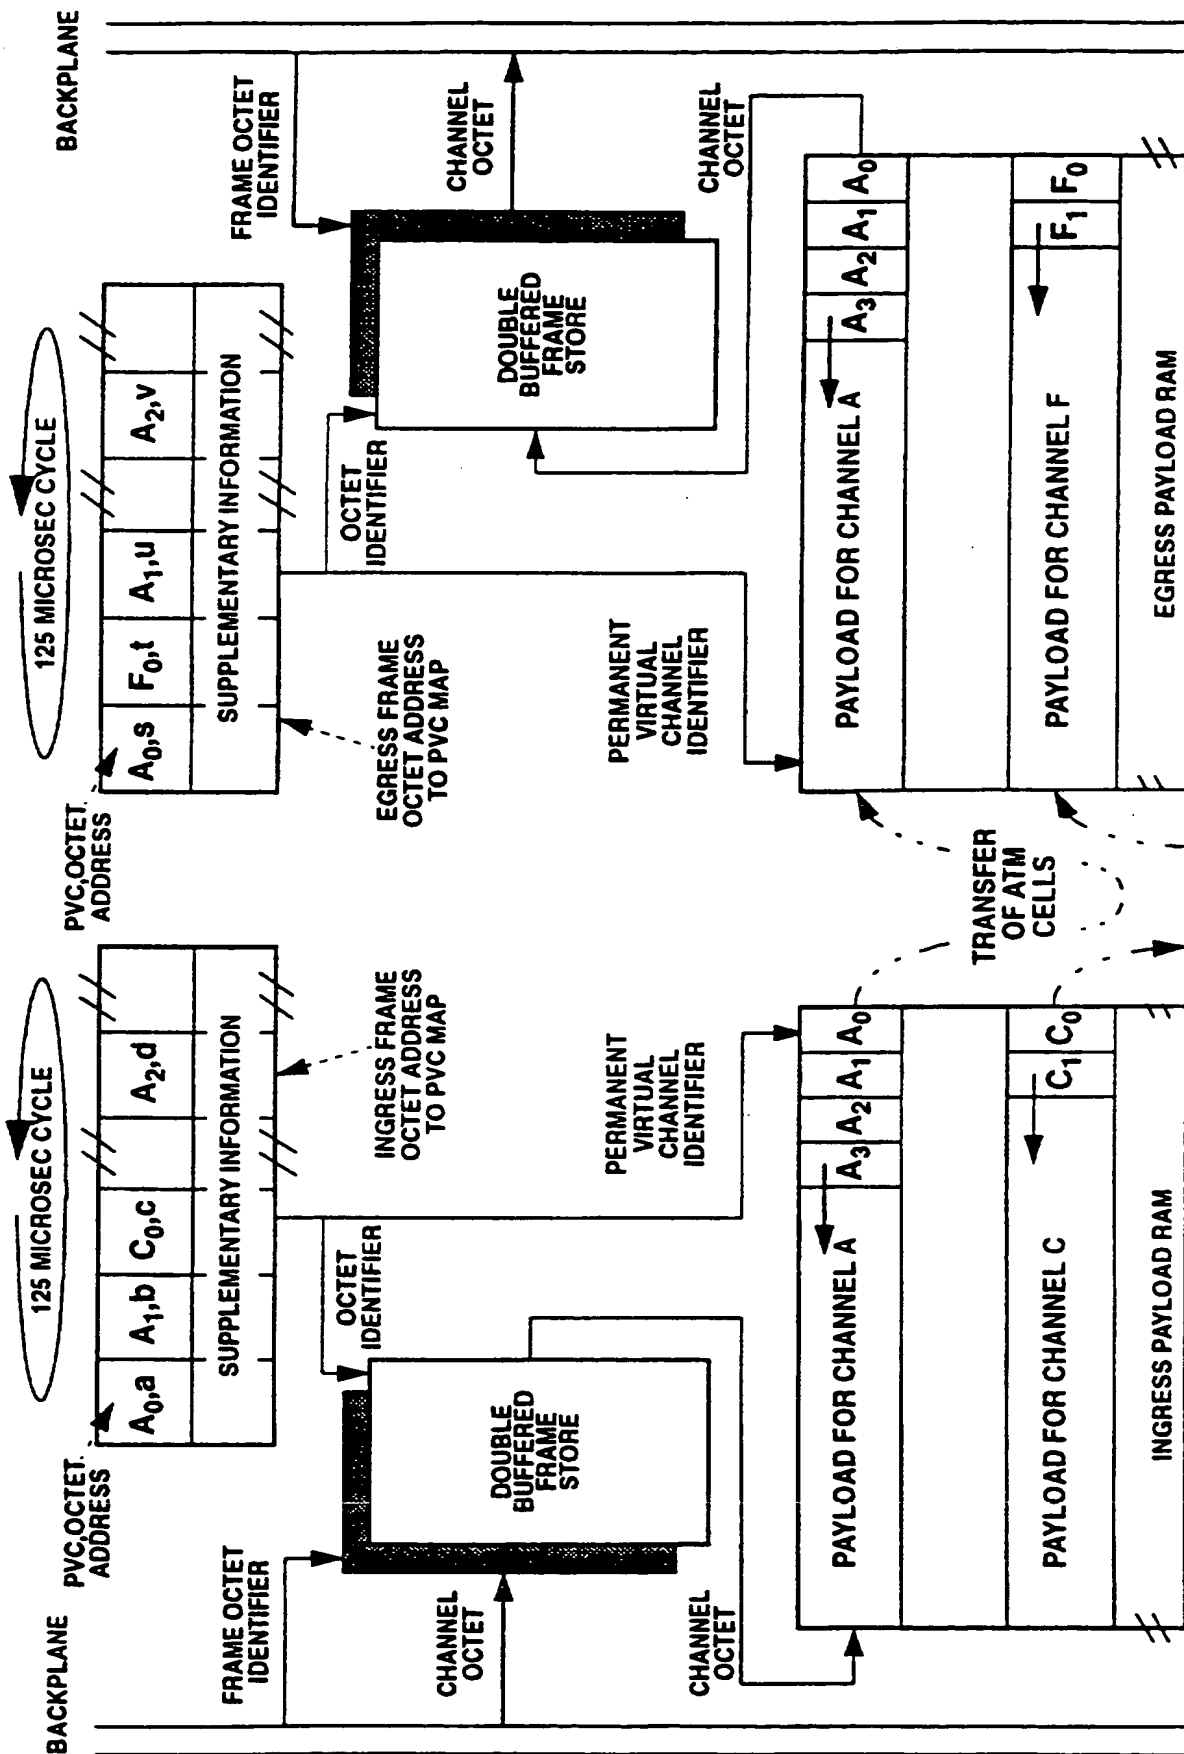 BACKPLANE
PVC,OCTET
ADDRESS
125 MICROSEC CYCLE
A0,a
A1,b
C0,c
A2,d
SUPPLEMENTARY INFORMATION
INGRESS FRAME
OCTET ADDRESS
TO PVC MAP
FRAME OCTET
IDENTIFIER
CHANNEL
OCTET
OCTET
IDENTIFIER
DOUBLE
BUFFERED
FRAME
STORE
CHANNEL
OCTET
PERMANENT
VIRTUAL
CHANNEL
IDENTIFIER
PAYLOAD FOR CHANNEL A
A3
A2
A1
A0
PAYLOAD FOR CHANNEL C
C1
C0
INGRESS PAYLOAD RAM
TRANSFER
OF ATM
CELLS
PVC,OCTET
ADDRESS
125 MICROSEC CYCLE
A0,s
F0,t
A1,u
A2,v
SUPPLEMENTARY INFORMATION
EGRESS FRAME
OCTET ADDRESS
TO PVC MAP
OCTET
IDENTIFIER
DOUBLE
BUFFERED
FRAME
STORE
BACKPLANE
FRAME OCTET
IDENTIFIER
CHANNEL
OCTET
CHANNEL
OCTET
PERMANENT
VIRTUAL
CHANNEL
IDENTIFIER
PAYLOAD FOR CHANNEL A
A3
A2
A1
A0
PAYLOAD FOR CHANNEL F
F1
F0
EGRESS PAYLOAD RAM